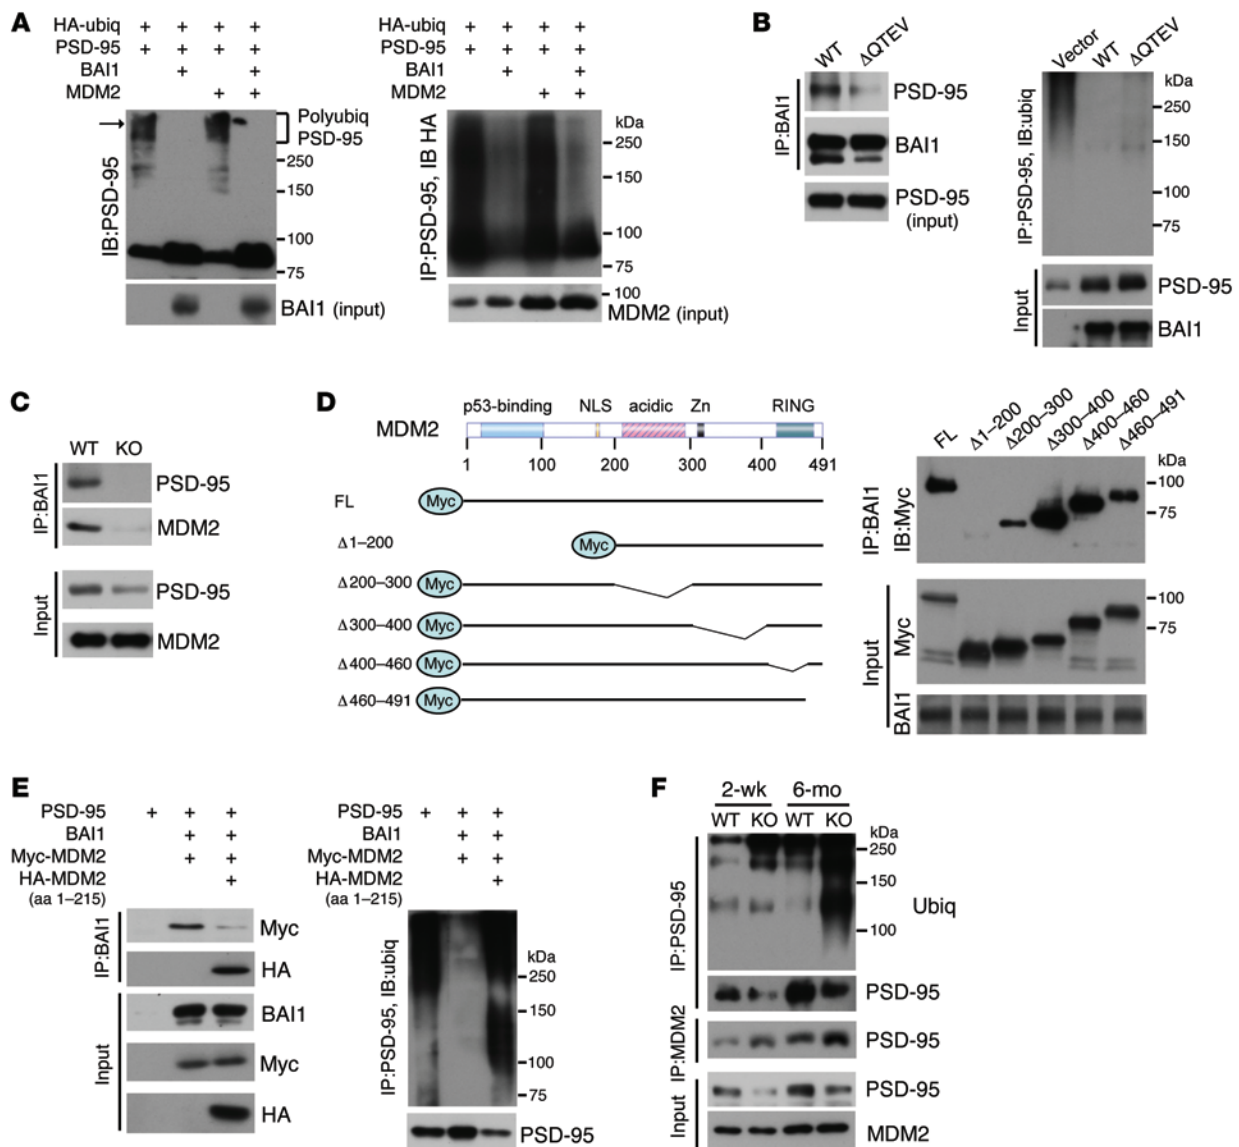 A
HA-ubiq + + + +
PSD-95 + + + +
BAI1 + +
MDM2 + +
Polyubiq
PSD-95
250
150
100
75
IB:PSD-95
BAI1 (input)
HA-ubiq + + + +
PSD-95 + + + +
BAI1 + +
MDM2 + +
kDa
250
150
100
75
100
IP:PSD-95, IB HA
MDM2 (input)
B
WT ΔQTEV
IP:BAI1
PSD-95
BAI1
PSD-95
(input)
Vector WT ΔQTEV
kDa
250
150
100
75
IP:PSD-95, IB:ubiq
Input
PSD-95
BAI1
C
WT KO
IP:BAI1
PSD-95
MDM2
Input
PSD-95
MDM2
D
p53-binding NLS acidic Zn RING
MDM2
1 100 200 300 400 491
FL Myc
Δ1–200 Myc
Δ200–300 Myc
Δ300–400 Myc
Δ400–460 Myc
Δ460–491 Myc
FL Δ1–200 Δ200–300 Δ300–400 Δ400–460 Δ460–491
kDa
100
75
IP:BAI1
IB:Myc
100
75
Input
Myc
BAI1
E
PSD-95 + + +
BAI1 + +
Myc-MDM2 + +
HA-MDM2 +
(aa 1–215)
IP:BAI1
Myc
HA
Input
BAI1
Myc
HA
PSD-95 + + +
BAI1 + +
Myc-MDM2 + +
HA-MDM2 +
(aa 1–215)
kDa
250
150
100
75
IP:PSD-95, IB:ubiq
PSD-95
F
2-wk 6-mo
WT KO WT KO
kDa
250
150
100
Ubiq
IP:PSD-95
PSD-95
IP:MDM2
PSD-95
Input
PSD-95
MDM2